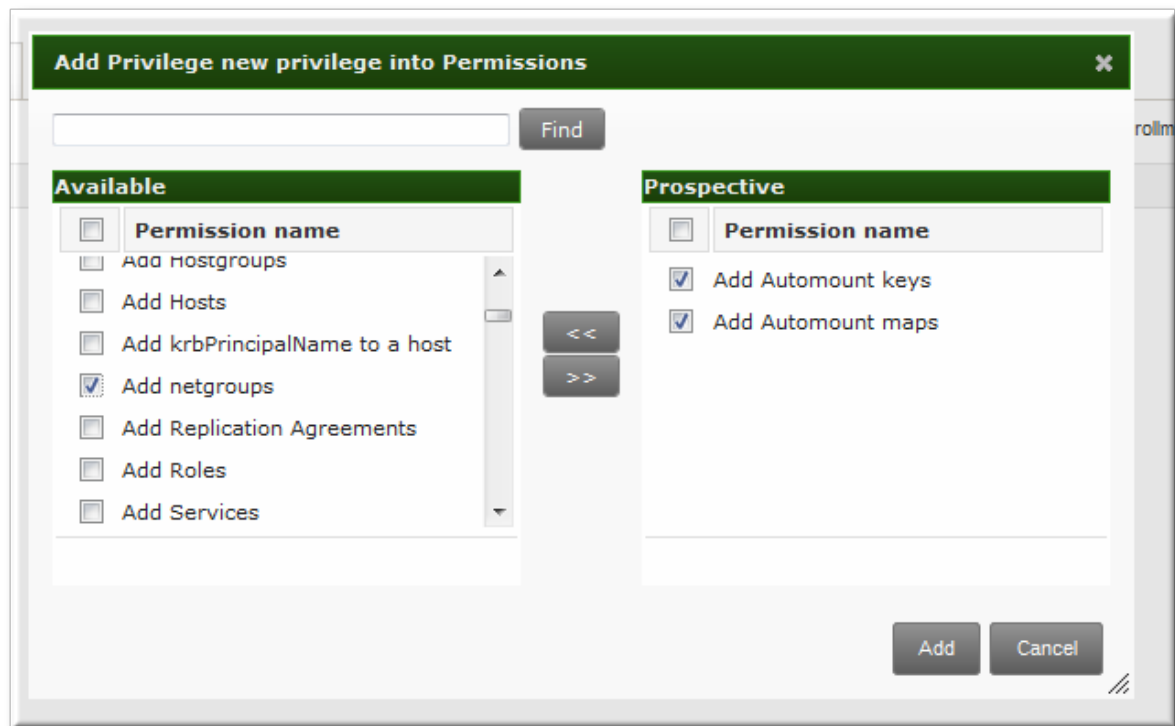 Add Privilege new privilege into Permissions
Find
rollm
Available
Permission name
Add Hostgroups
Add Hosts
Add krbPrincipalName to a host
Add netgroups
Add Replication Agreements
Add Roles
Add Services
<<
>>
Prospective
Permission name
Add Automount keys
Add Automount maps
Add
Cancel